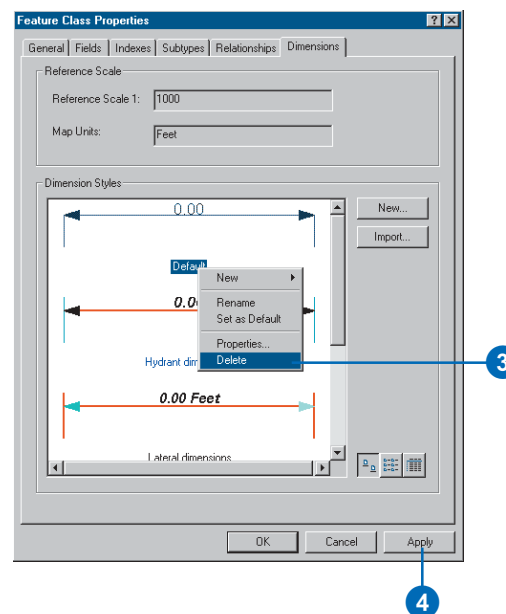 Feature Class Properties
General Fields Indexes Subtypes Relationships Dimensions
Reference Scale
Reference Scale 1: 1000
Map Units: Feet
Dimension Styles
0.00
New...
Import...
Default
New
0.0
Rename
Set as Default
Properties...
Hydrant dim
Delete
3
0.00 Feet
Lateral dimensions
OK Cancel Apply
4